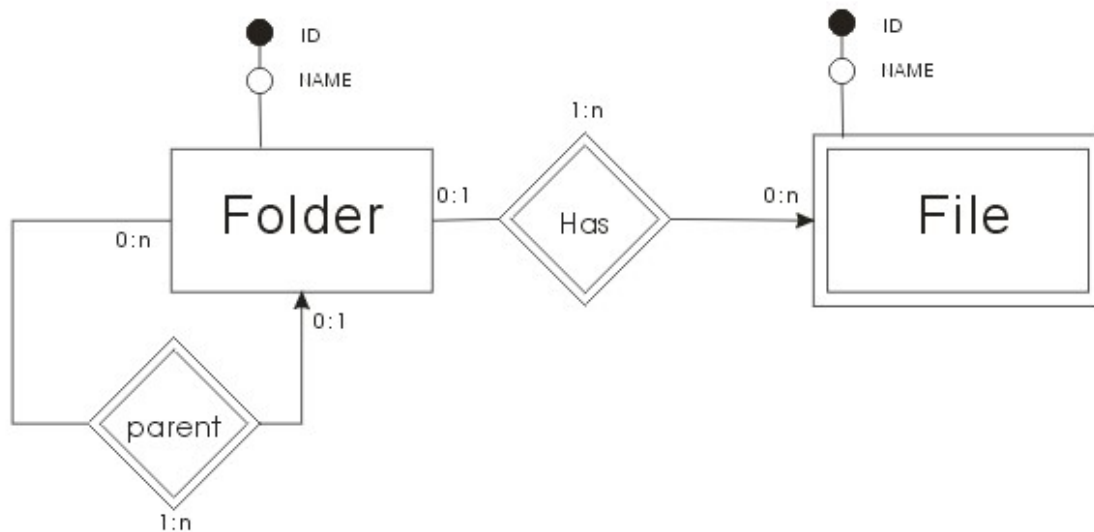 ID
NAME
Folder
0:n
0:1
parent
1:n
0:1
1:n
Has
0:n
ID
NAME
File